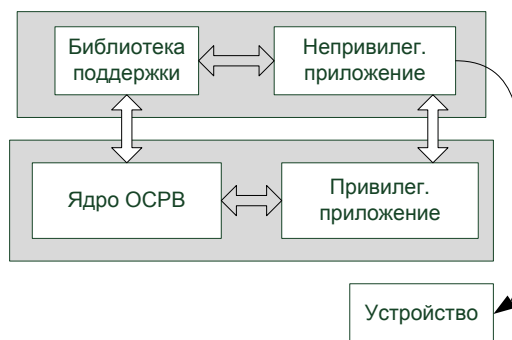 Библиотека
поддержки
Непривилег.
приложение
Ядро ОСРВ
Привилег.
приложение
Устройство